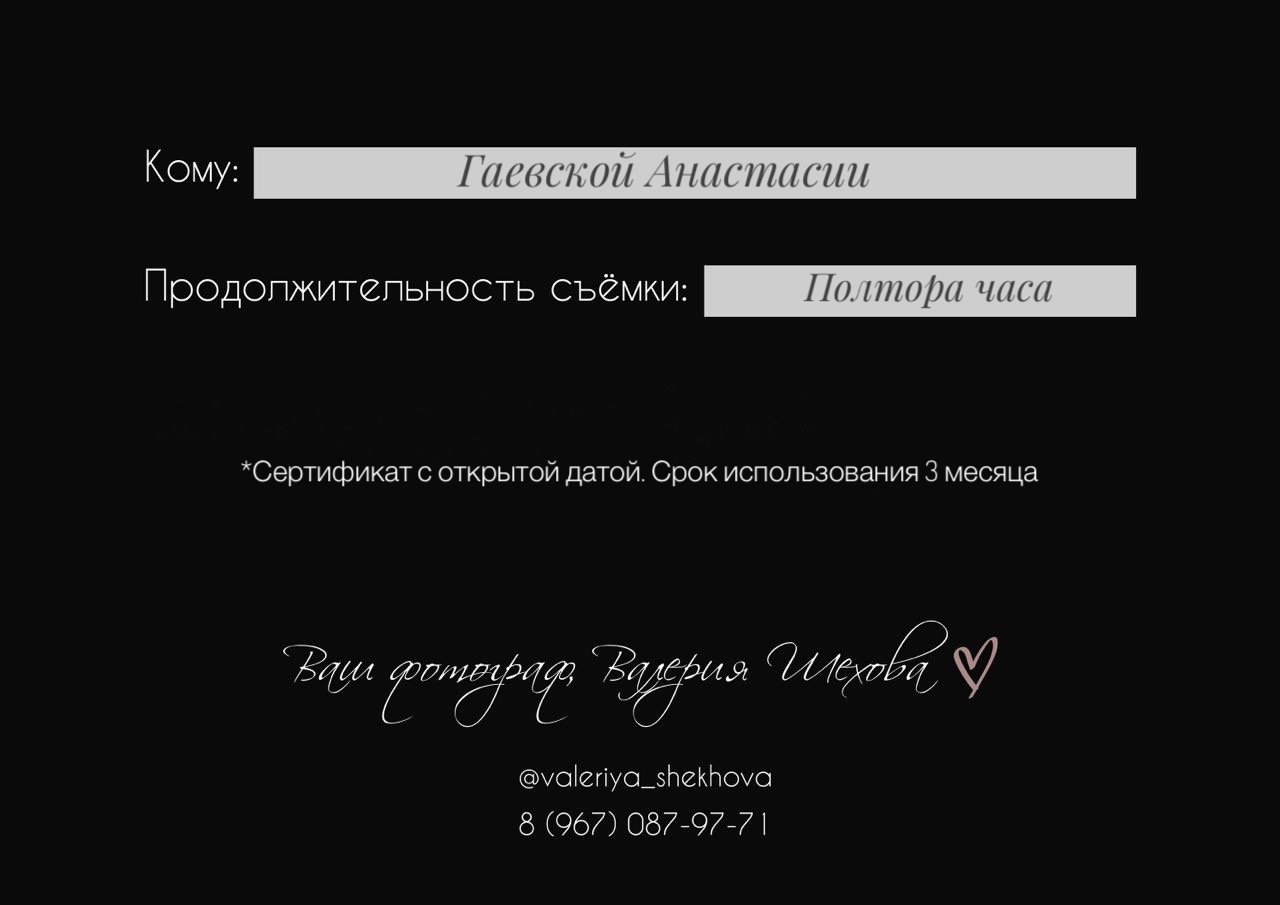 Кому: Гаевской Анастасии
Продолжительность съёмки: Полтора часа
*Сертификат с открытой датой. Срок использования 3 месяца
Ваш фотограф, Валерия Шехова
@valeriya_shekhova
8 (967) 087-97-71